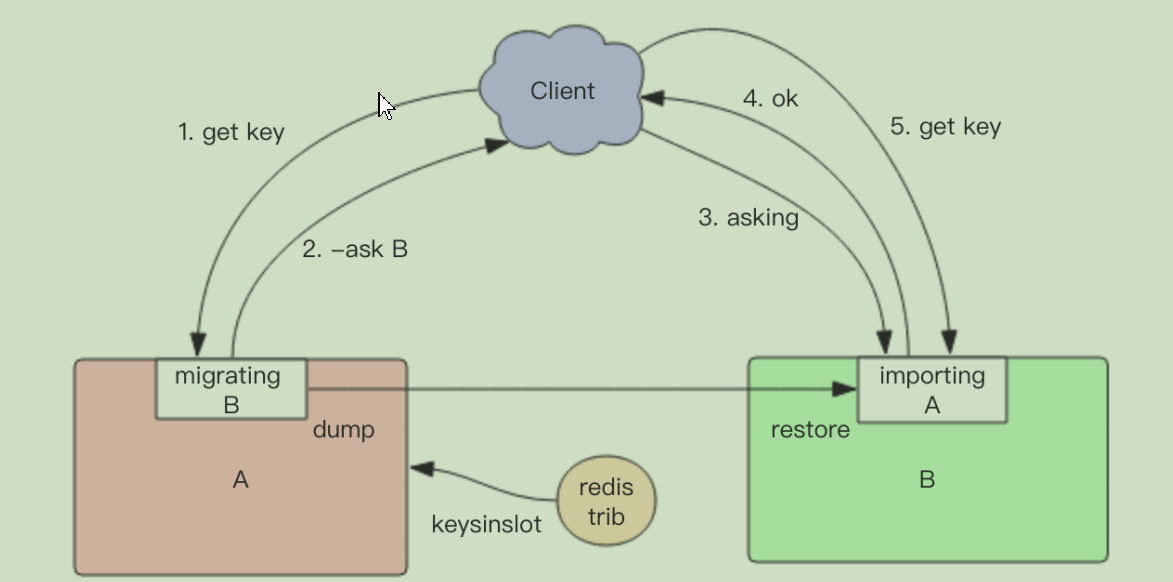 Client
1. get key
4. ok
5. get key
3. asking
2. –ask B
migrating
B
importing
A
dump
restore
A
B
redis
trib
keysinslot